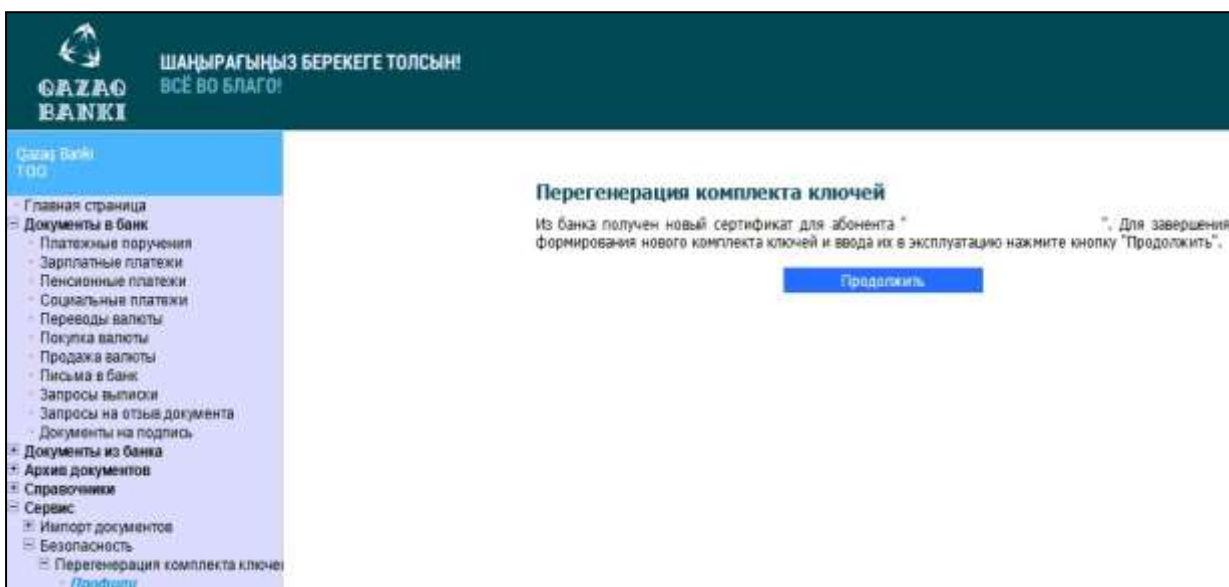 ШАҢЫРАҒЫҢЫЗ БЕРЕКЕГЕ ТОЛСЫН!
ВСЁ ВО БЛАГО!
QAZAQ
BANKI
Qazaq Banki
ТОО
Главная страница
Документы в банк
Платежные поручения
Зарплатные платежи
Пенсионные платежи
Социальные платежи
Переводы валюты
Покупка валюты
Продажа валюты
Письма в банк
Запросы выписки
Запросы на отзыв документа
Документы на подпись
Документы из банка
Архив документов
Справочники
Сервис
Импорт документов
Безопасность
Перегенерация комплекта ключей
Профили
Перегенерация комплекта ключей
Из банка получен новый сертификат для абонента " ". Для завершения
формирования нового комплекта ключей и ввода их в эксплуатацию нажмите кнопку "Продолжить".
Продолжить